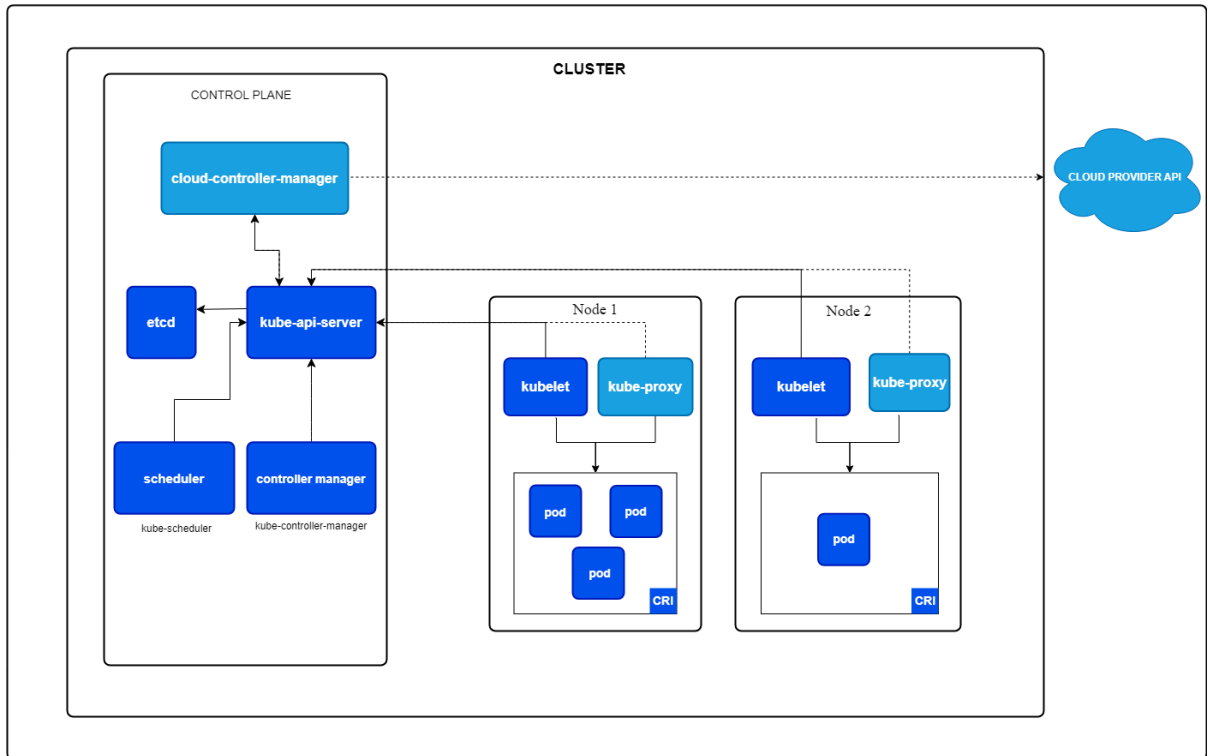 CLUSTER
CONTROL PLANE
cloud-controller-manager
CLOUD PROVIDER API
etcd
kube-api-server
Node 1
Node 2
kubelet
kube-proxy
kubelet
kube-proxy
scheduler
controller manager
kube-scheduler
kube-controller-manager
pod
pod
pod
CRI
pod
CRI